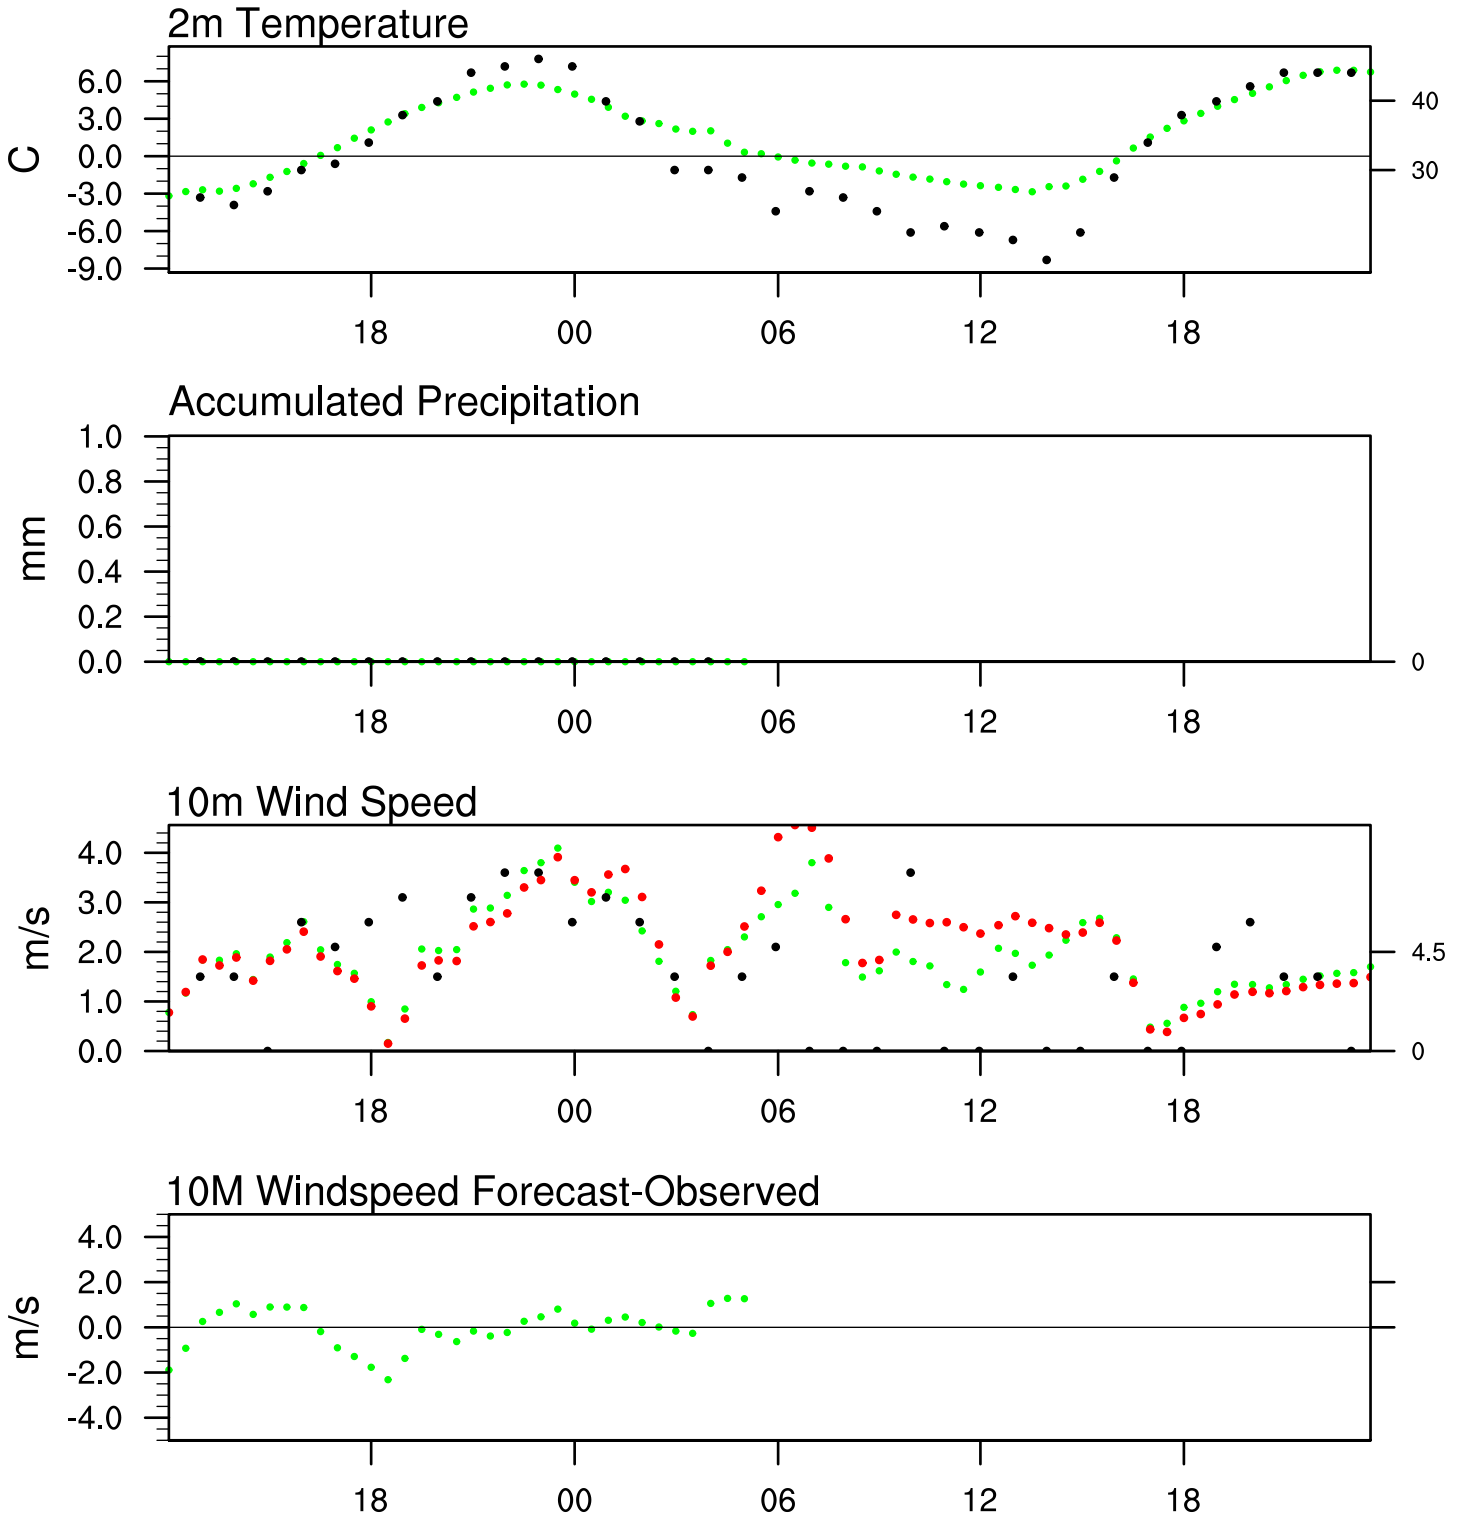 2m Temperature
6.0
3.0
0.0
-3.0
-6.0
-9.0
C
40
30
18 00 06 12 18
Accumulated Precipitation
1.0
0.8
0.6
0.4
0.2
0.0
mm
0
18 00 06 12 18
10m Wind Speed
4.0
3.0
2.0
1.0
0.0
m/s
4.5
0
18 00 06 12 18
10M Windspeed Forecast-Observed
4.0
2.0
0.0
-2.0
-4.0
m/s
18 00 06 12 18